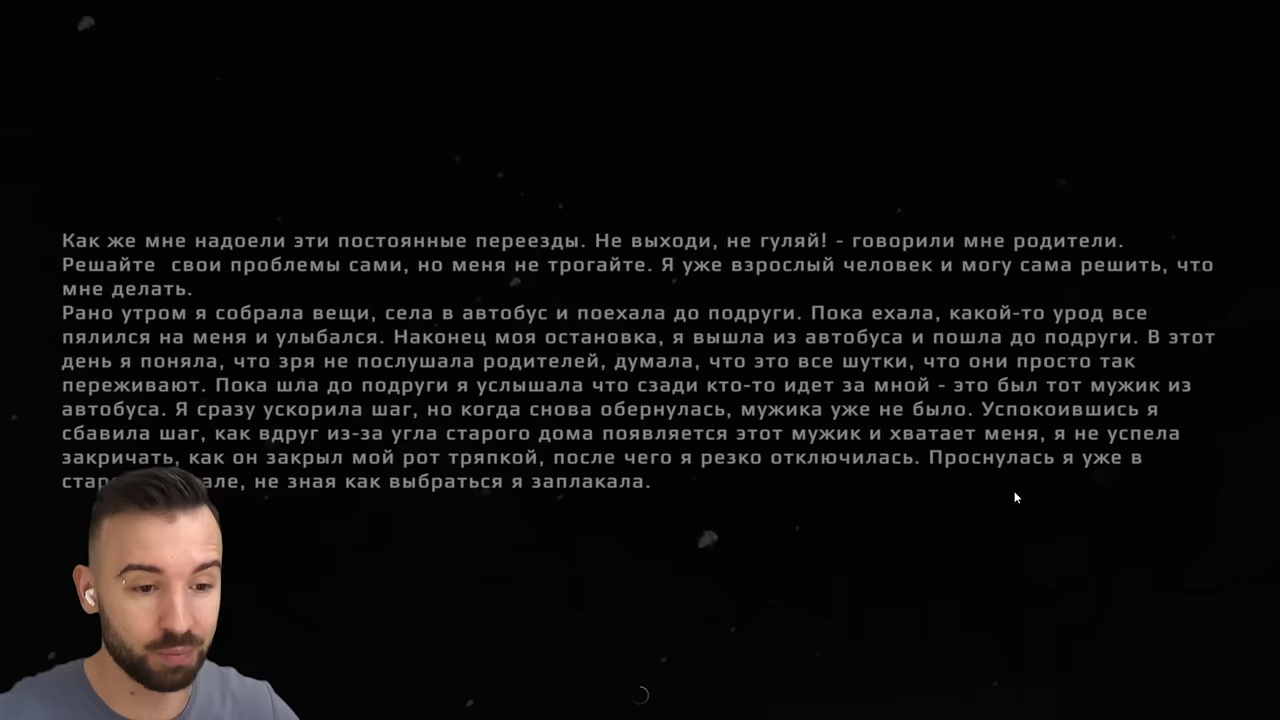 Как же мне надоели эти постоянные переезды. Не выходи, не гуляй! - говорили мне родители.
Решайте  свои проблемы сами, но меня не трогайте. Я уже взрослый человек и могу сама решить, что
мне делать.
Рано утром я собрала вещи, села в автобус и поехала до подруги. Пока ехала, какой-то урод все
пялился на меня и улыбался. Наконец моя остановка, я вышла из автобуса и пошла до подруги. В этот
день я поняла, что зря не послушала родителей, думала, что это все шутки, что они просто так
переживают. Пока шла до подруги я услышала что сзади кто-то идет за мной - это был тот мужик из
автобуса. Я сразу ускорила шаг, но когда снова обернулась, мужика уже не было. Успокоившись я
сбавила шаг, как вдруг из-за угла старого дома появляется этот мужик и хватает меня, я не успела
закричать, как он закрыл мой рот тряпкой, после чего я резко отключилась. Проснулась я уже в
не зная как выбраться я заплакала.